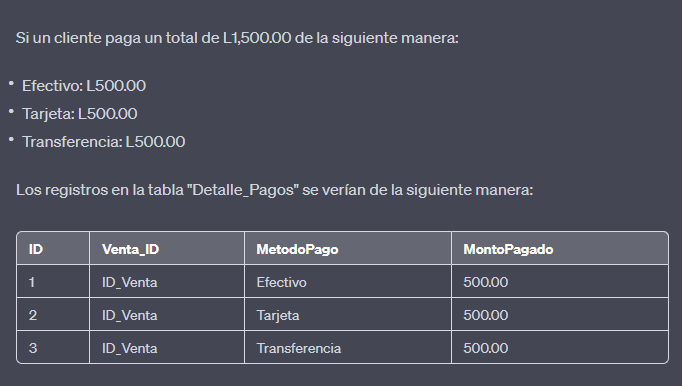 Si un cliente paga un total de L1,500.00 de la siguiente manera:
• Efectivo: L500.00
• Tarjeta: L500.00
• Transferencia: L500.00
Los registros en la tabla "Detalle_Pagos" se verían de la siguiente manera:
ID Venta_ID MetodoPago MontoPagado
1 ID_Venta Efectivo 500.00
2 ID_Venta Tarjeta 500.00
3 ID_Venta Transferencia 500.00